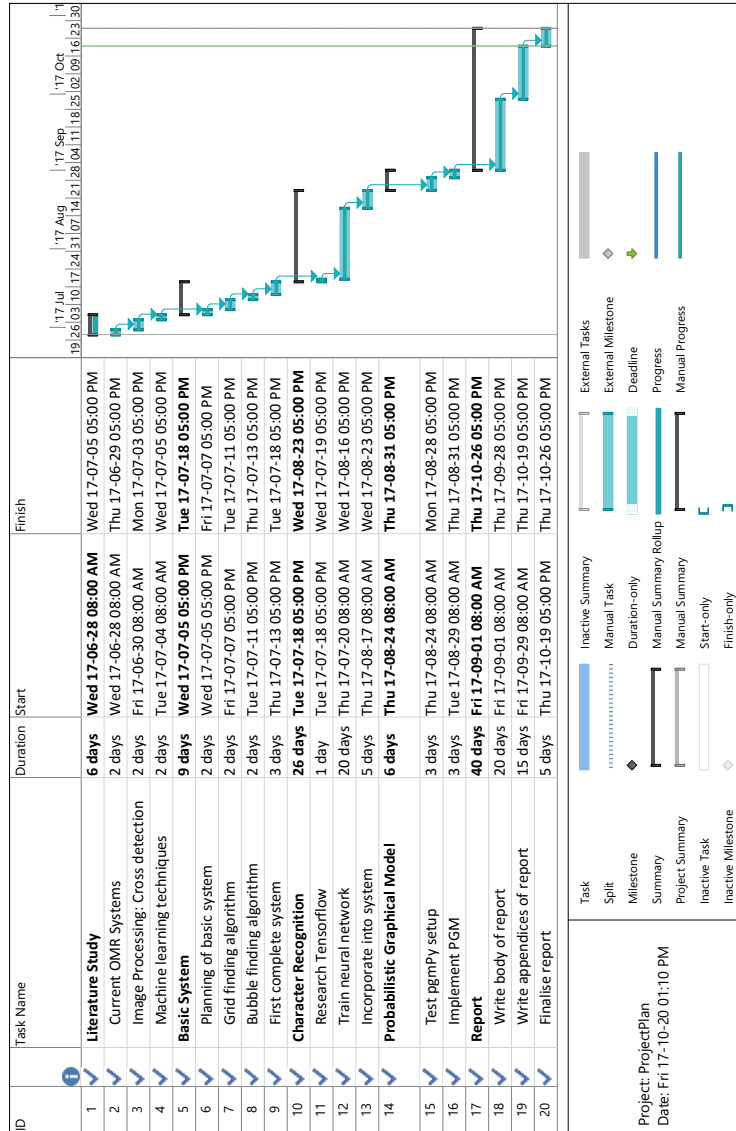 ID Task Name Duration Start Finish
1 Literature Study 6 days Wed 17-06-28 08:00 AM Wed 17-07-05 05:00 PM
2 Current OMR Systems 2 days Wed 17-06-28 08:00 AM Thu 17-06-29 05:00 PM
3 Image Processing: Cross detection 2 days Fri 17-06-30 08:00 AM Mon 17-07-03 05:00 PM
4 Machine learning techniques 2 days Tue 17-07-04 08:00 AM Wed 17-07-05 05:00 PM
5 Basic System 9 days Wed 17-07-05 05:00 PM Tue 17-07-18 05:00 PM
6 Planning of basic system 2 days Wed 17-07-05 05:00 PM Fri 17-07-07 05:00 PM
7 Grid finding algorithm 2 days Fri 17-07-07 05:00 PM Tue 17-07-11 05:00 PM
8 Bubble finding algorithm 2 days Tue 17-07-11 05:00 PM Thu 17-07-13 05:00 PM
9 First complete system 3 days Thu 17-07-13 05:00 PM Tue 17-07-18 05:00 PM
10 Character Recognition 26 days Tue 17-07-18 05:00 PM Wed 17-08-23 05:00 PM
11 Research Tensorflow 1 day Tue 17-07-18 05:00 PM Wed 17-07-19 05:00 PM
12 Train neural network 20 days Thu 17-07-20 08:00 AM Wed 17-08-16 05:00 PM
13 Incorporate into system 5 days Thu 17-08-17 08:00 AM Wed 17-08-23 05:00 PM
14 Probabilistic Graphical Model 6 days Thu 17-08-24 08:00 AM Thu 17-08-31 05:00 PM
15 Test pgmPy setup 3 days Thu 17-08-24 08:00 AM Mon 17-08-28 05:00 PM
16 Implement PGM 3 days Tue 17-08-29 08:00 AM Thu 17-08-31 05:00 PM
17 Report 40 days Fri 17-09-01 08:00 AM Thu 17-10-26 05:00 PM
18 Write body of report 20 days Fri 17-09-01 08:00 AM Thu 17-09-28 05:00 PM
19 Write appendices of report 15 days Fri 17-09-29 08:00 AM Thu 17-10-19 05:00 PM
20 Finalise report 5 days Thu 17-10-19 05:00 PM Thu 17-10-26 05:00 PM
'17 Jul '17 Aug '17 Sep '17 Oct '1
19 26 03 10 17 24 31 07 14 21 28 04 11 18 25 02 09 16 23 30
Project: ProjectPlan
Date: Fri 17-10-20 01:10 PM
Task
Split
Milestone
Summary
Project Summary
Inactive Task
Inactive Milestone
Inactive Summary
Manual Task
Duration-only
Manual Summary Rollup
Manual Summary
Start-only
Finish-only
External Tasks
External Milestone
Deadline
Progress
Manual Progress